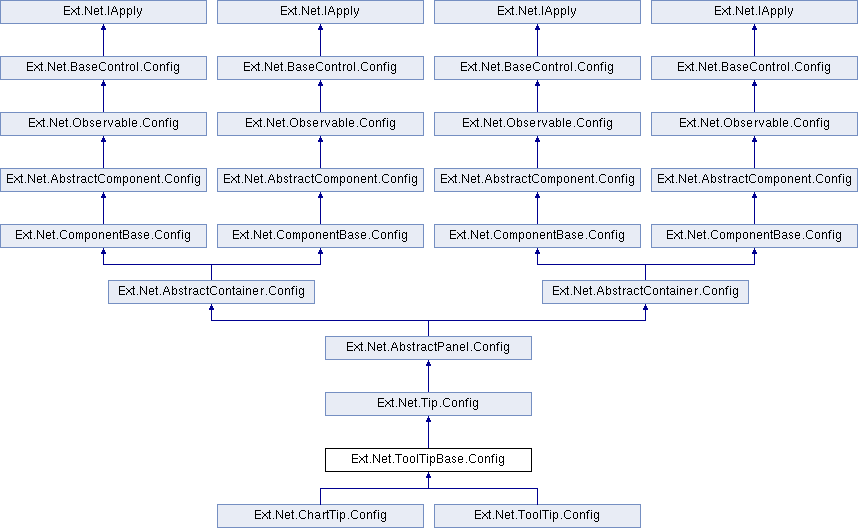 Ext.Net.IApply Ext.Net.IApply Ext.Net.IApply Ext.Net.IApply
Ext.Net.BaseControl.Config Ext.Net.BaseControl.Config Ext.Net.BaseControl.Config Ext.Net.BaseControl.Config
Ext.Net.Observable.Config Ext.Net.Observable.Config Ext.Net.Observable.Config Ext.Net.Observable.Config
Ext.Net.AbstractComponent.Config Ext.Net.AbstractComponent.Config Ext.Net.AbstractComponent.Config Ext.Net.AbstractComponent.Config
Ext.Net.ComponentBase.Config Ext.Net.ComponentBase.Config Ext.Net.ComponentBase.Config Ext.Net.ComponentBase.Config
Ext.Net.AbstractContainer.Config Ext.Net.AbstractContainer.Config
Ext.Net.AbstractPanel.Config
Ext.Net.Tip.Config
Ext.Net.ToolTipBase.Config
Ext.Net.ChartTip.Config Ext.Net.ToolTip.Config